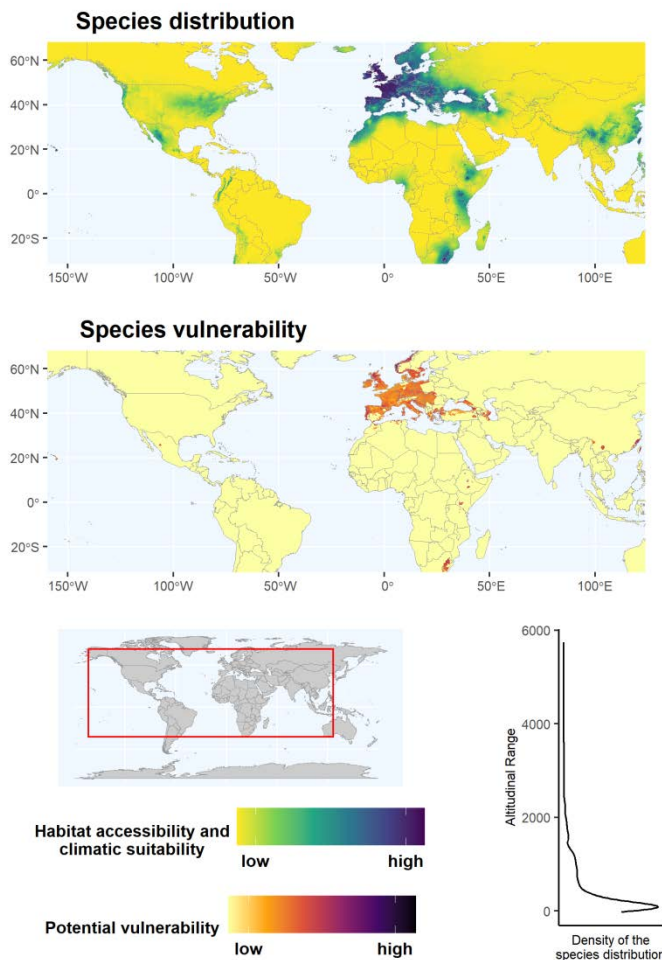 Species distribution
60°N
40°N
20°N
0°
20°S
150°W 100°W 50°W 0° 50°E 100°E
Species vulnerability
60°N
40°N
20°N
0°
20°S
150°W 100°W 50°W 0° 50°E 100°E
Habitat accessibility and
climatic suitability
low high
Potential vulnerability
low high
6000
4000
2000
0
Altitudinal Range
Density of the
species distribution